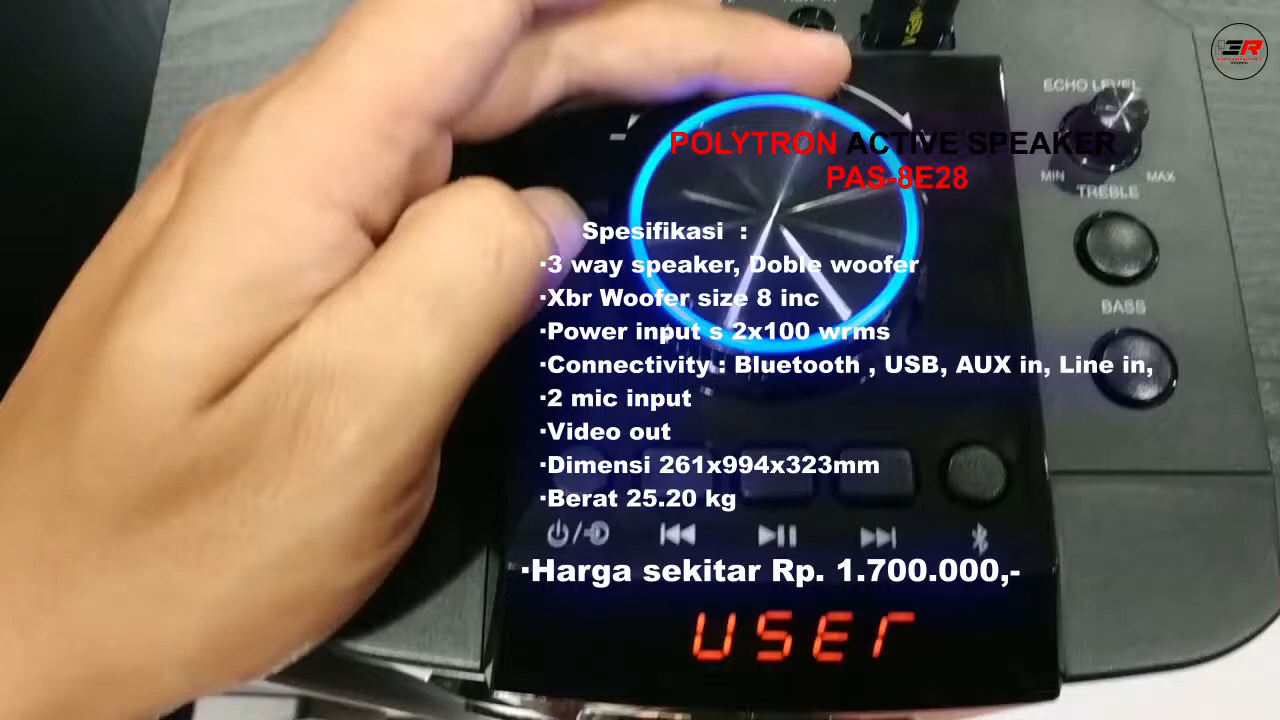 3R
ECHO LEVEL
POLYTRON ACTIVE SPEAKER
MIN MAX
PAS-8E28
TREBLE
Spesifikasi :
·3 way speaker, Doble woofer
·Xbr Woofer size 8 inc
BASS
·Power input s 2x100 wrms
·Connectivity : Bluetooth , USB, AUX in, Line in,
·2 mic input
·Video out
·Dimensi 261x994x323mm
·Berat 25.20 kg
·Harga sekitar Rp. 1.700.000,-
USEr